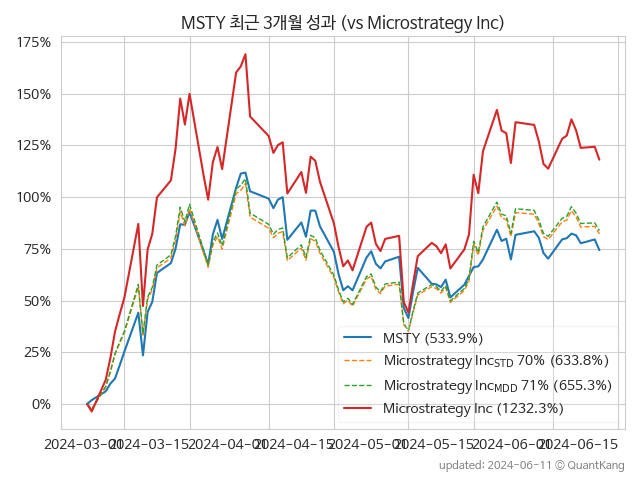 MSTY 최근 3개월 성과 (vs Microstrategy Inc)
175%
150%
125%
100%
75%
50%
25%
0%
MSTY (533.9%)
Microstrategy IncSTD 70% (633.8%)
Microstrategy IncMDD 71% (655.3%)
Microstrategy Inc (1232.3%)
2024-03-01 2024-03-15 2024-04-01 2024-04-15 2024-05-01 2024-05-15 2024-06-01 2024-06-15
updated: 2024-06-11 © QuantKang